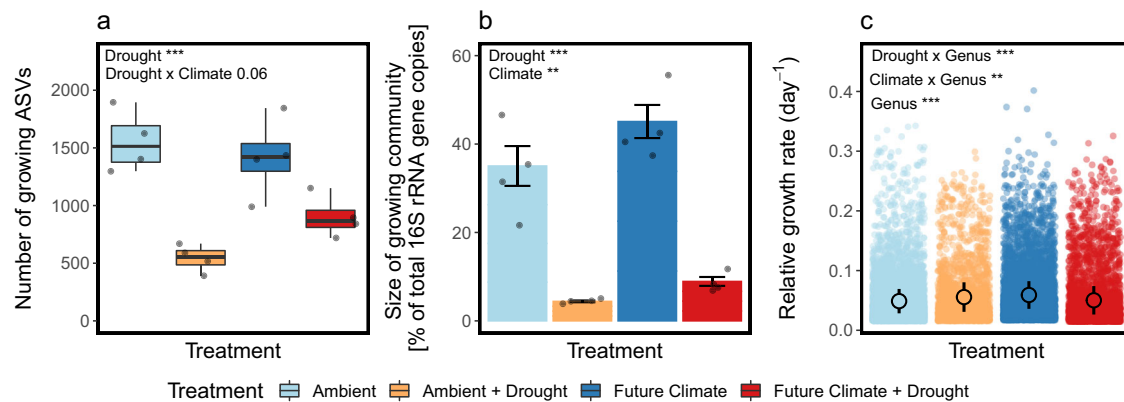 a
Drought ***
Drought x Climate 0.06
Number of growing ASVs
2000
1500
1000
500
0
Treatment
b
Drought ***
Climate **
Size of growing community
[% of total 16S rRNA gene copies]
60
40
20
0
Treatment
c
Drought x Genus ***
Climate x Genus **
Genus ***
Relative growth rate (day⁻¹)
0.4
0.3
0.2
0.1
0.0
Treatment
Treatment Ambient Ambient + Drought Future Climate Future Climate + Drought